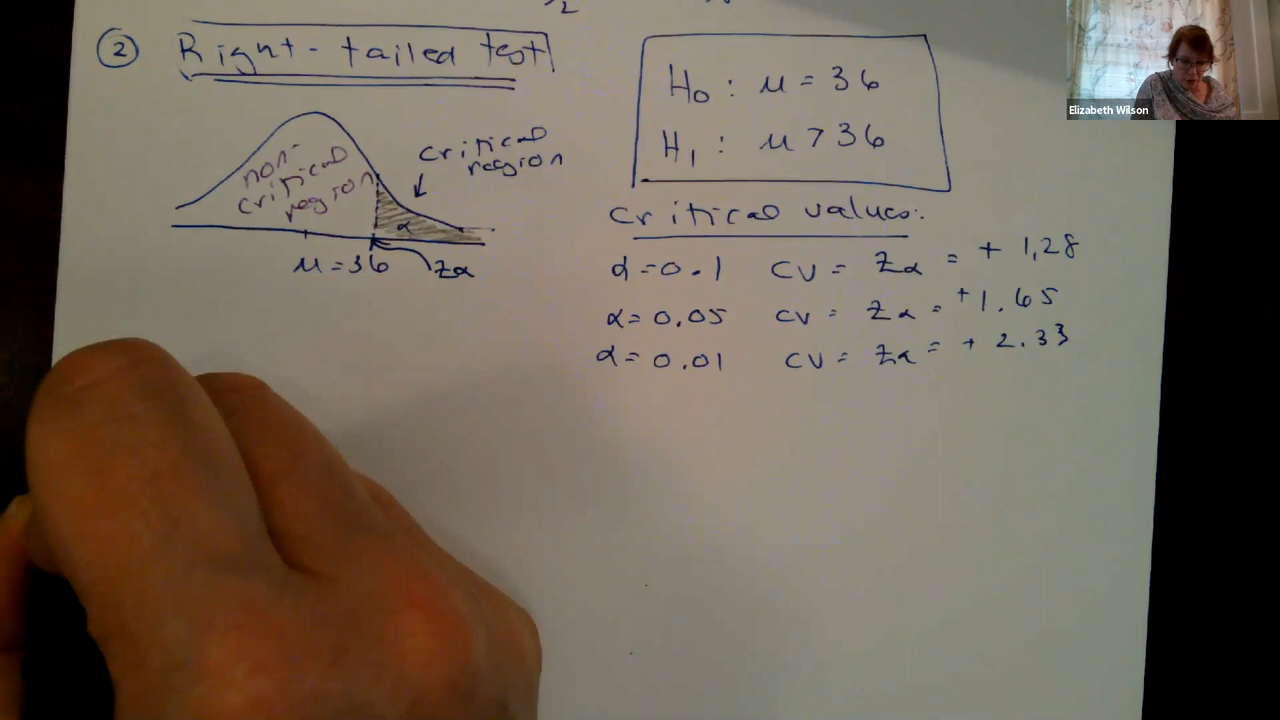 2
② Right-tailed test
H₀ : μ = 36
H₁ : μ > 36
non-critical region
critical region
α
μ = 36
zα
critical values:
α = 0.1 CV = zα = + 1,28
α = 0.05 CV = zα = +1.65
α = 0.01 CV = zα = + 2.33
Elizabeth Wilson